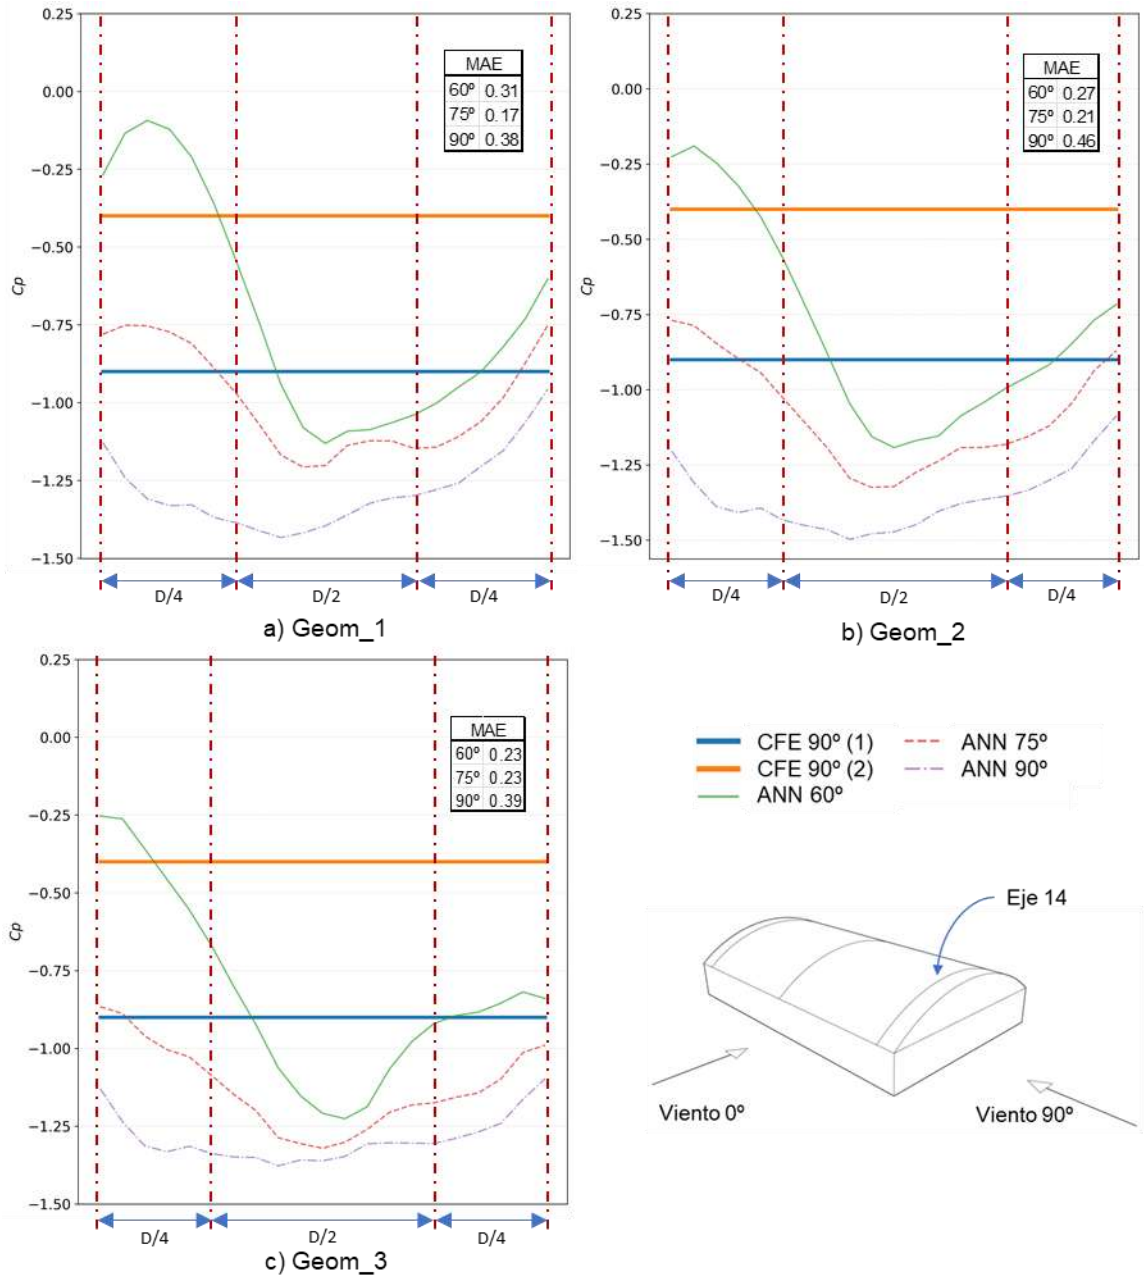 0.25
0.00
−0.25
−0.50
−0.75
−1.00
−1.25
−1.50
Cp
MAE
60º 0.31
75º 0.17
90º 0.38
D/4 D/2 D/4
a) Geom_1
0.25
0.00
−0.25
−0.50
−0.75
−1.00
−1.25
−1.50
Cp
MAE
60º 0.27
75º 0.21
90º 0.46
D/4 D/2 D/4
b) Geom_2
0.25
0.00
−0.25
−0.50
−0.75
−1.00
−1.25
−1.50
Cp
MAE
60º 0.23
75º 0.23
90º 0.39
D/4 D/2 D/4
c) Geom_3
CFE 90º (1) ANN 75º
CFE 90º (2) ANN 90º
ANN 60º
Eje 14
Viento 0º
Viento 90º